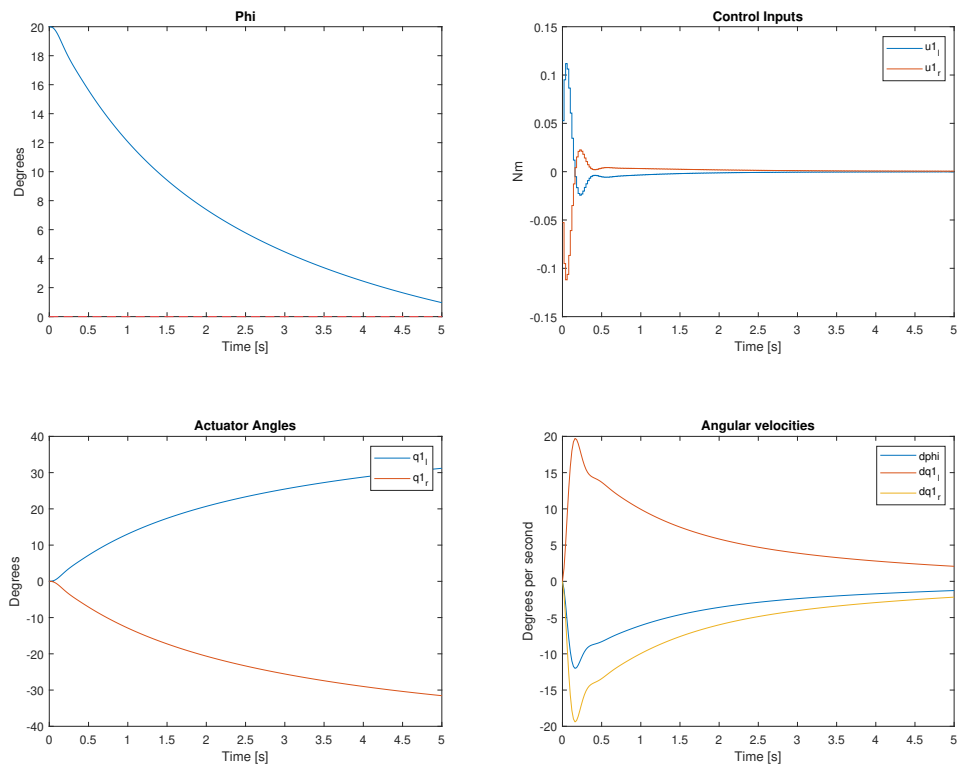 Phi
20
18
16
14
12
10
8
6
4
2
0
Degrees
0 0.5 1 1.5 2 2.5 3 3.5 4 4.5 5
Time [s]
Control Inputs
0.15
0.1
0.05
0
-0.05
-0.1
-0.15
Nm
u1l
u1r
0 0.5 1 1.5 2 2.5 3 3.5 4 4.5 5
Time [s]
Actuator Angles
40
30
20
10
0
-10
-20
-30
-40
Degrees
q1l
q1r
0 0.5 1 1.5 2 2.5 3 3.5 4 4.5 5
Time [s]
Angular velocities
20
15
10
5
0
-5
-10
-15
-20
Degrees per second
dphi
dq1l
dq1r
0 0.5 1 1.5 2 2.5 3 3.5 4 4.5 5
Time [s]